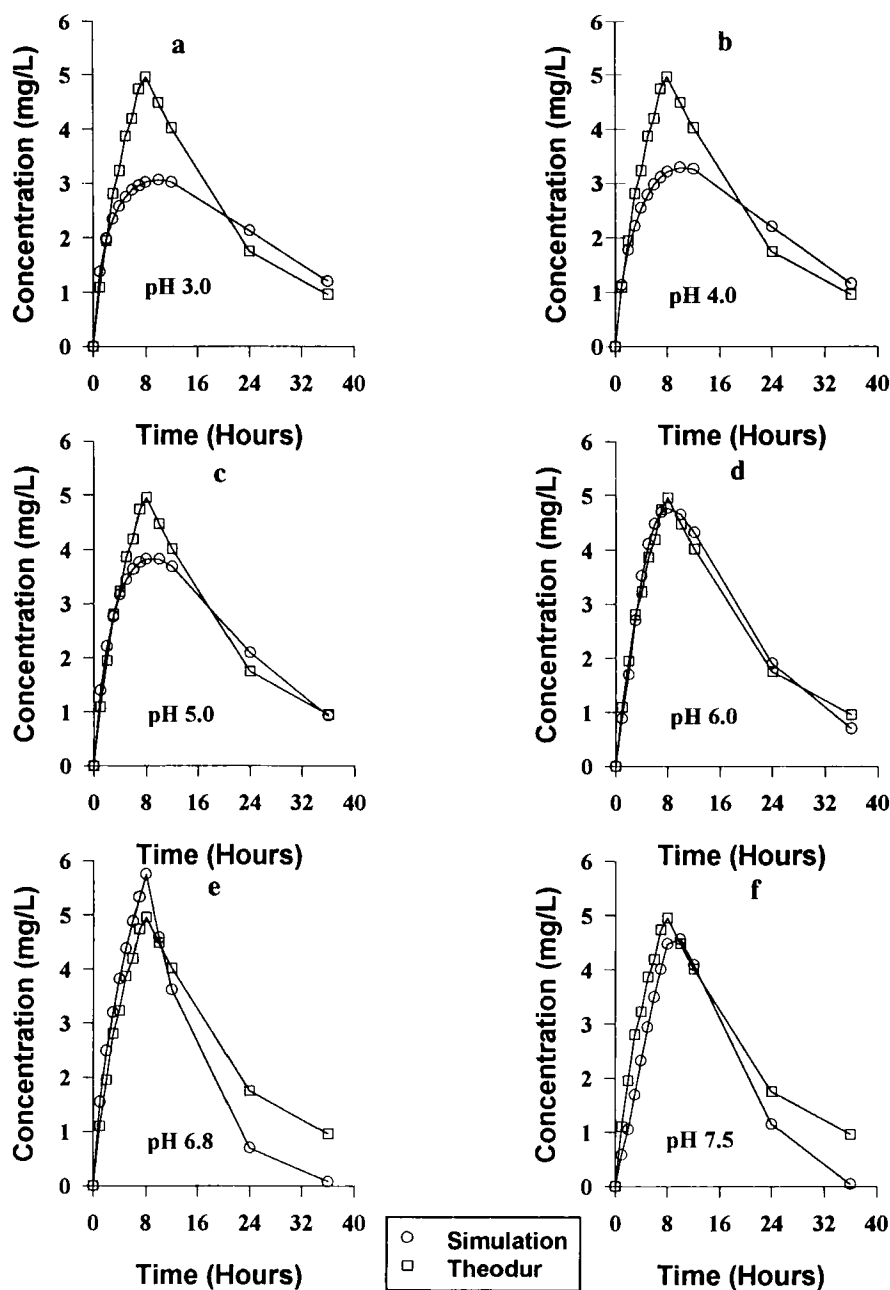 a
b
6
5
4
3
2
1
0
Concentration (mg/L)
pH 3.0
0 8 16 24 32 40
Time (Hours)
6
5
4
3
2
1
0
Concentration (mg/L)
pH 4.0
0 8 16 24 32 40
Time (Hours)
c
d
6
5
4
3
2
1
0
Concentration (mg/L)
pH 5.0
0 8 16 24 32 40
Time (Hours)
6
5
4
3
2
1
0
Concentration (mg/L)
pH 6.0
0 8 16 24 32 40
Time (Hours)
e
f
6
5
4
3
2
1
0
Concentration (mg/L)
pH 6.8
0 8 16 24 32 40
Time (Hours)
6
5
4
3
2
1
0
Concentration (mg/L)
pH 7.5
0 8 16 24 32 40
Time (Hours)
Simulation
Theodur